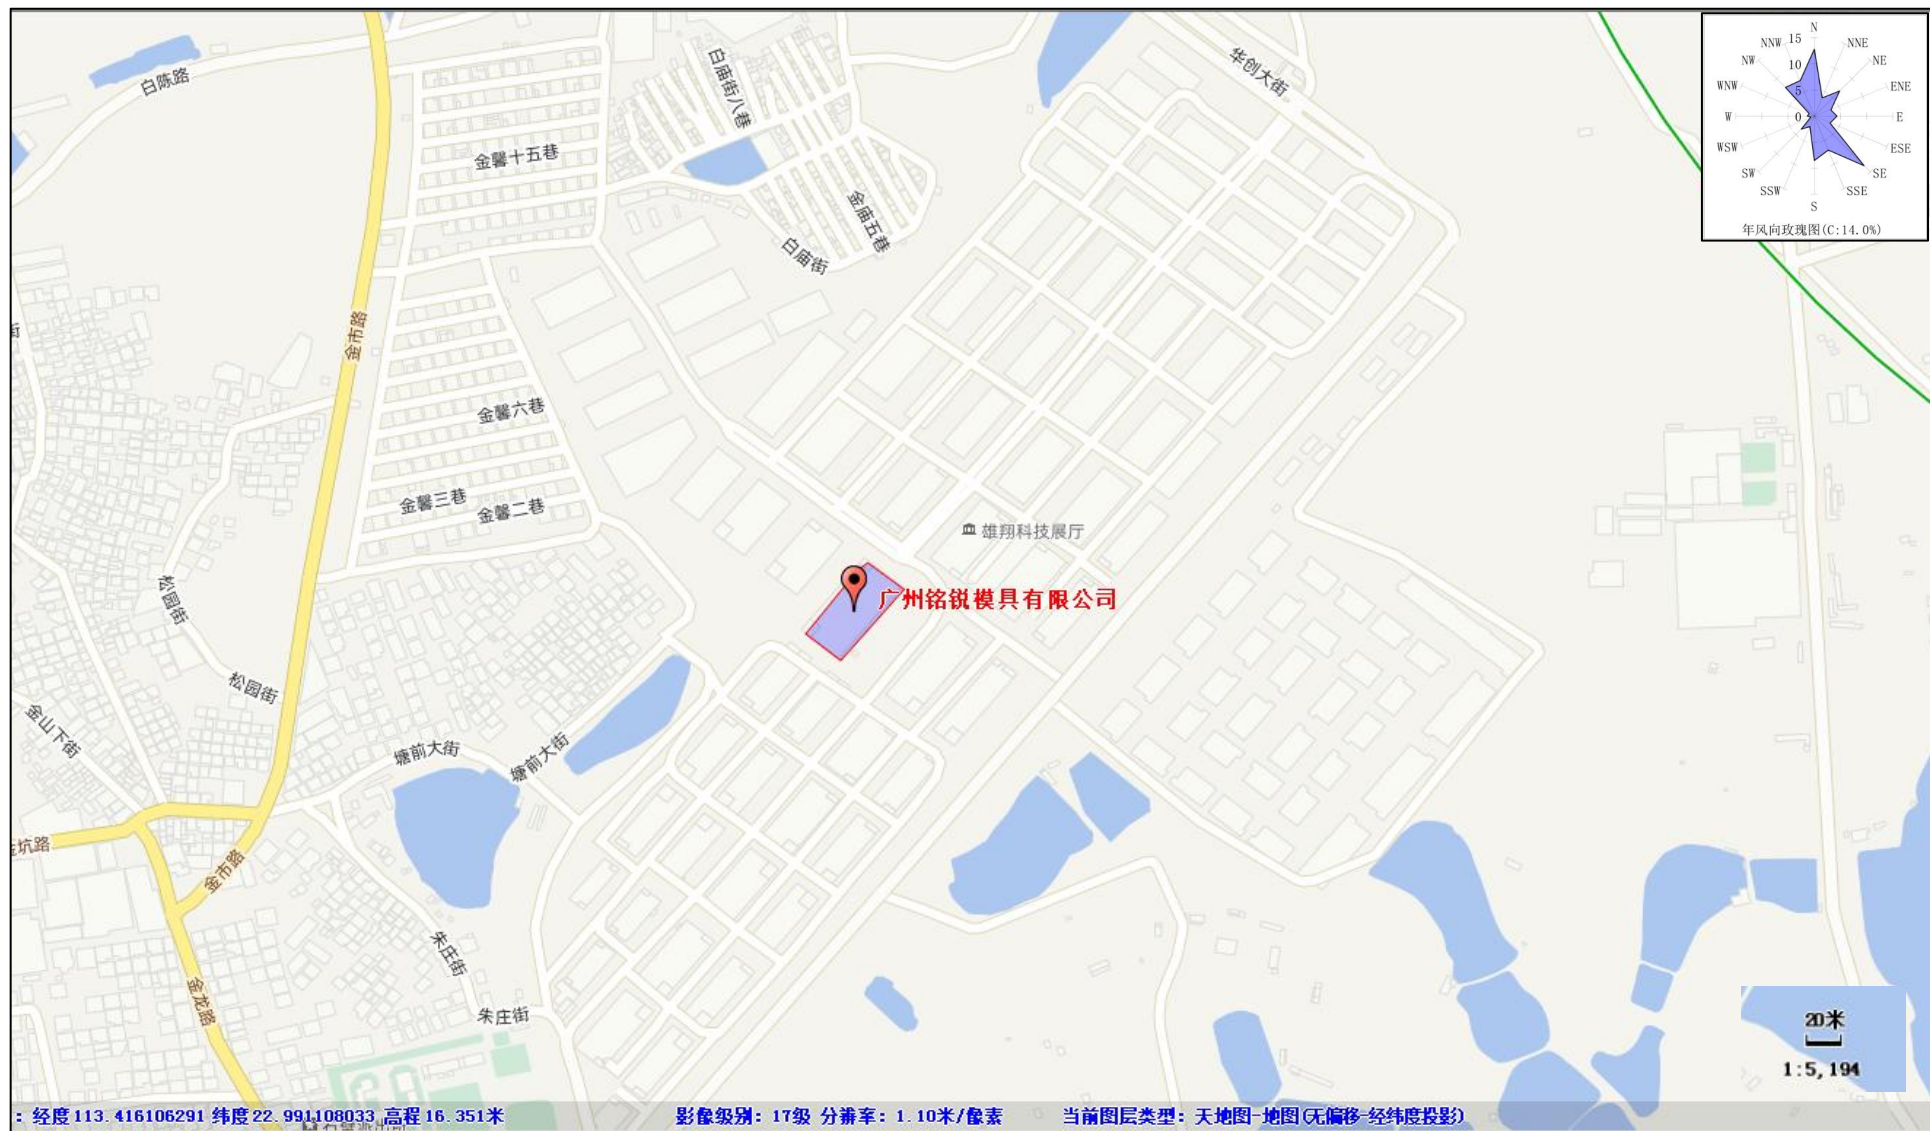 白陈路
白庙街八巷
华创大街
N
NNE
NE
ENE
E
ESE
SE
SSE
S
SSW
SW
WSW
W
WNW
NW
NNW
15
10
5
0
年风向玫瑰图(C:14.0%)
金馨十五巷
金庙五巷
白庙街
街
金市路
金馨六巷
金馨三巷
金馨二巷
雄翔科技展厅
广州铭锐模具有限公司
松园街
松园街
金山下街
塘前大街
塘前大街
坑路
金市路
朱庄街
金龙路
朱庄街
20米
1:5,194
: 经度113.416106291 纬度22.991108033 高程16.351米 影像级别：17级 分辨率：1.10米/像素 当前图层类型：天地图-地图(无偏移-经纬度投影)